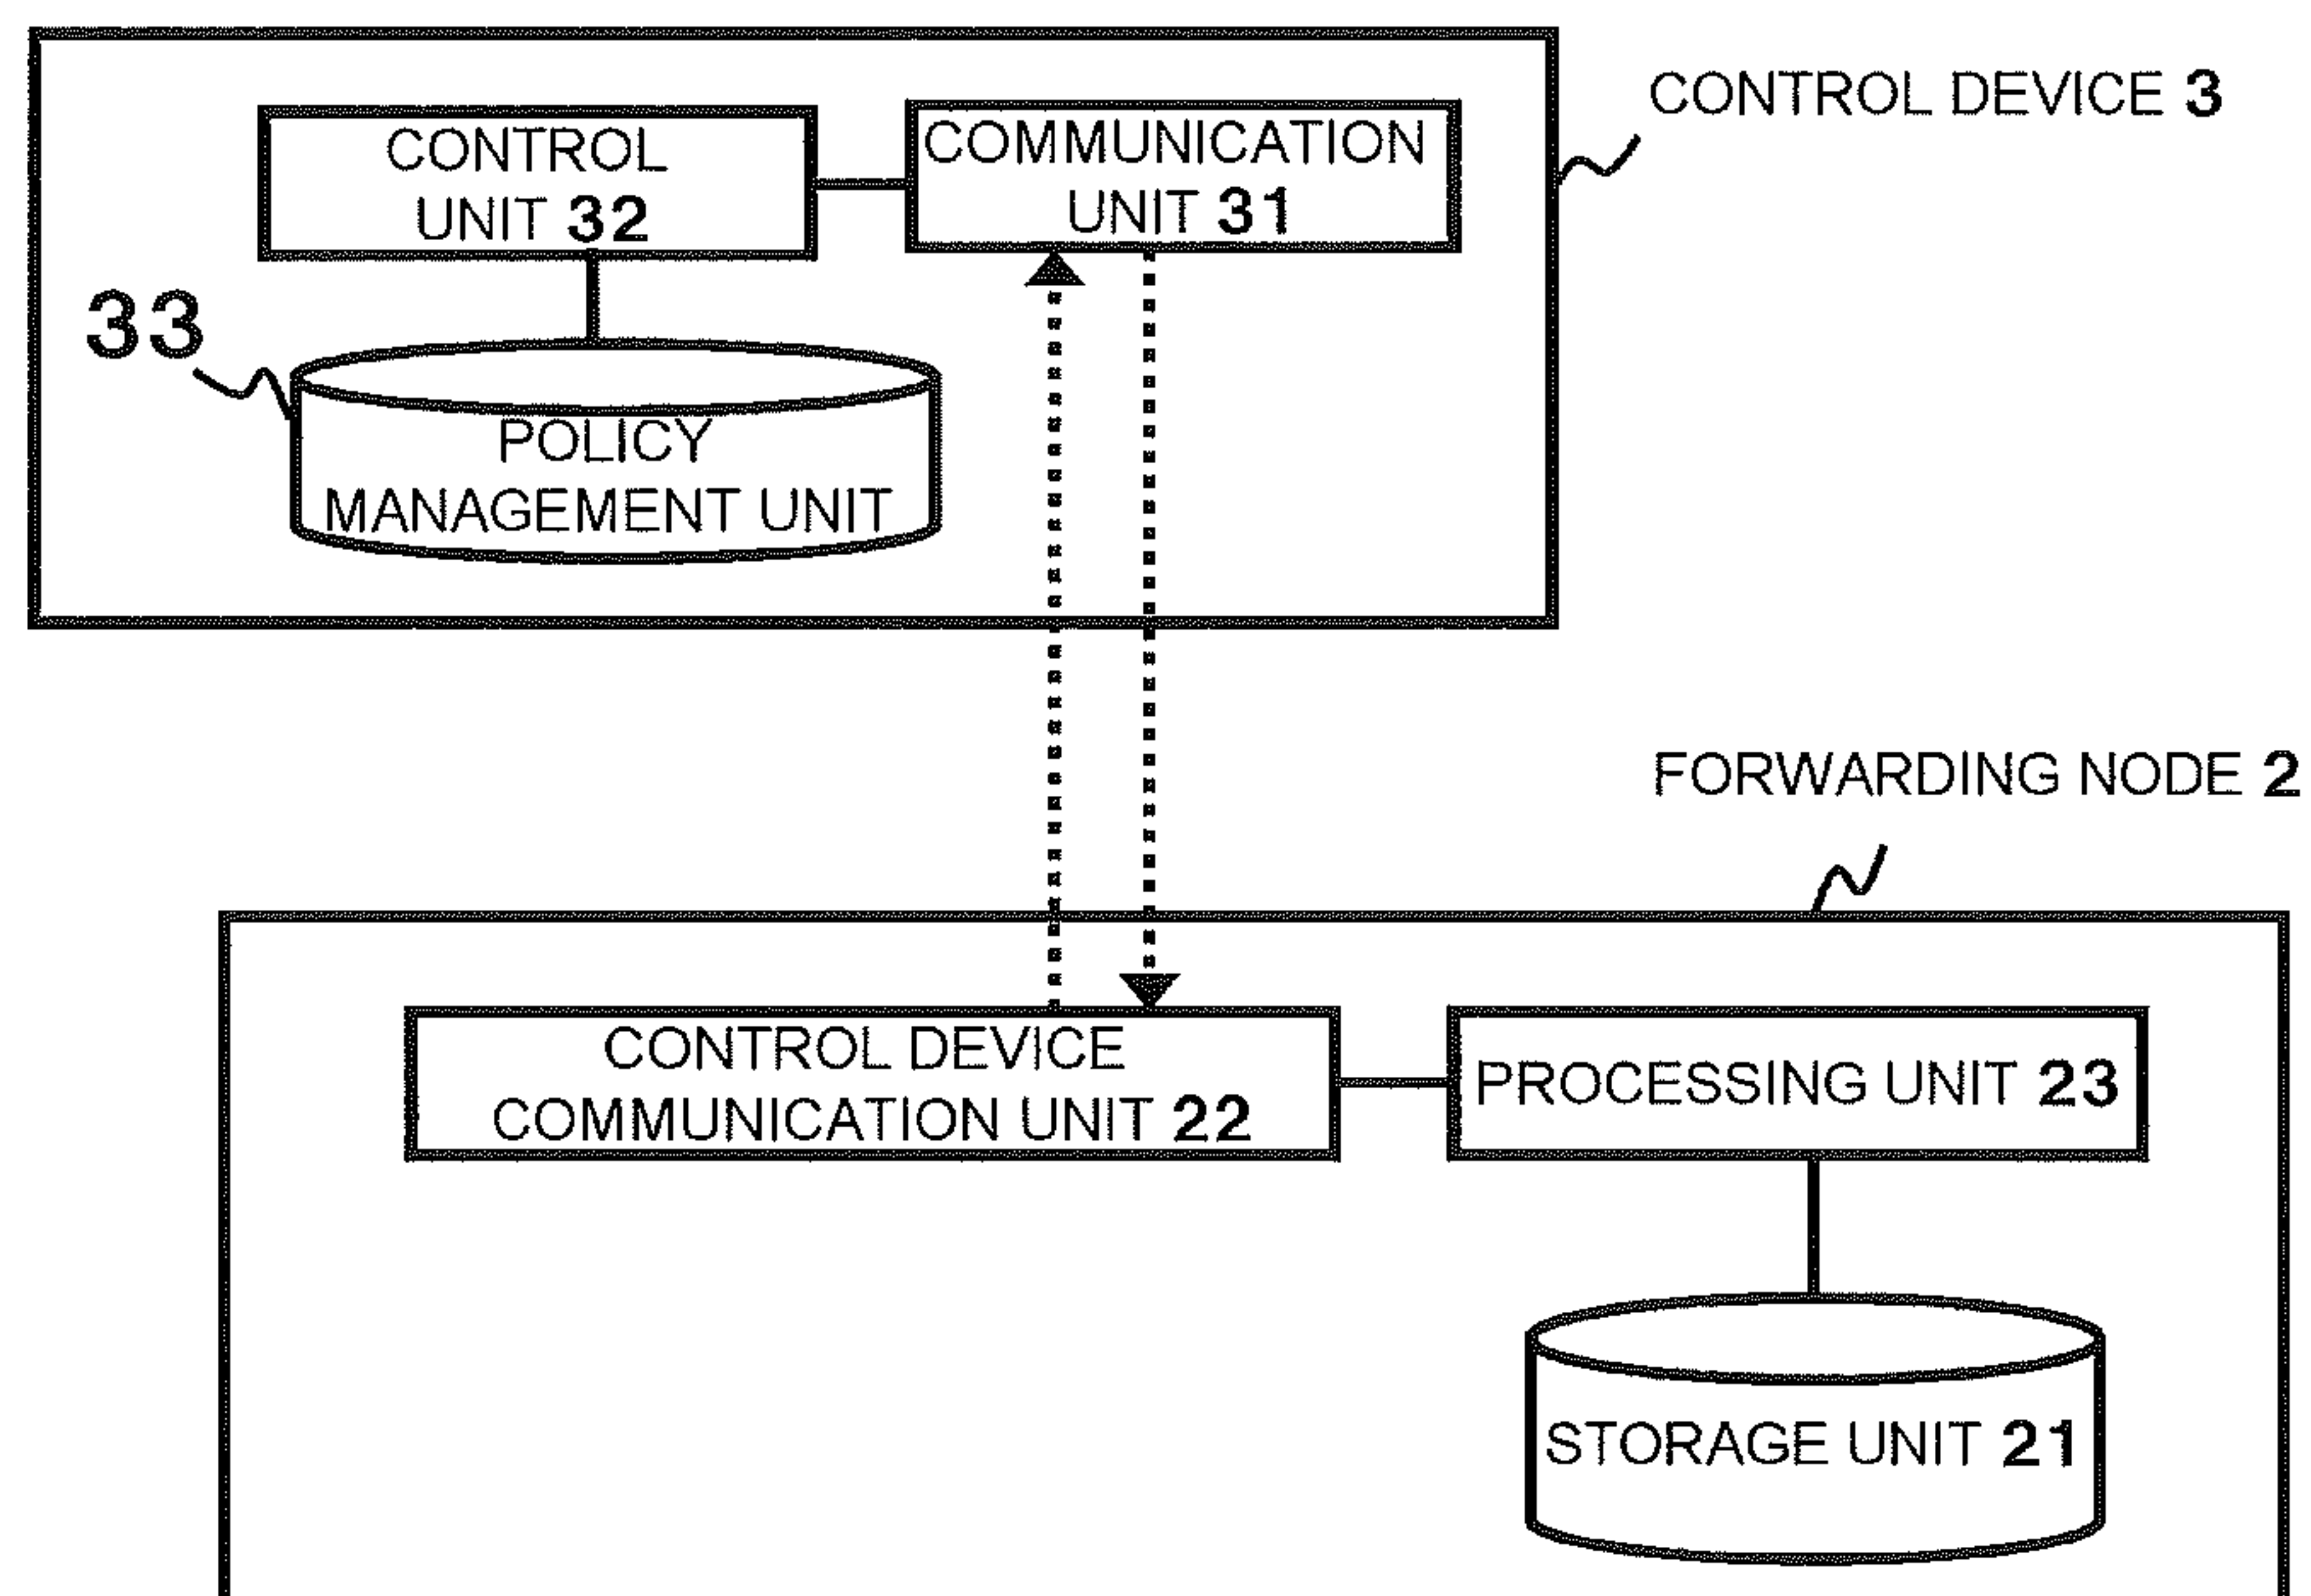 CONTROL DEVICE 3
CONTROL
UNIT 32
COMMUNICATION
UNIT 31
33
POLICY
MANAGEMENT UNIT
FORWARDING NODE 2
CONTROL DEVICE
COMMUNICATION UNIT 22
PROCESSING UNIT 23
STORAGE UNIT 21